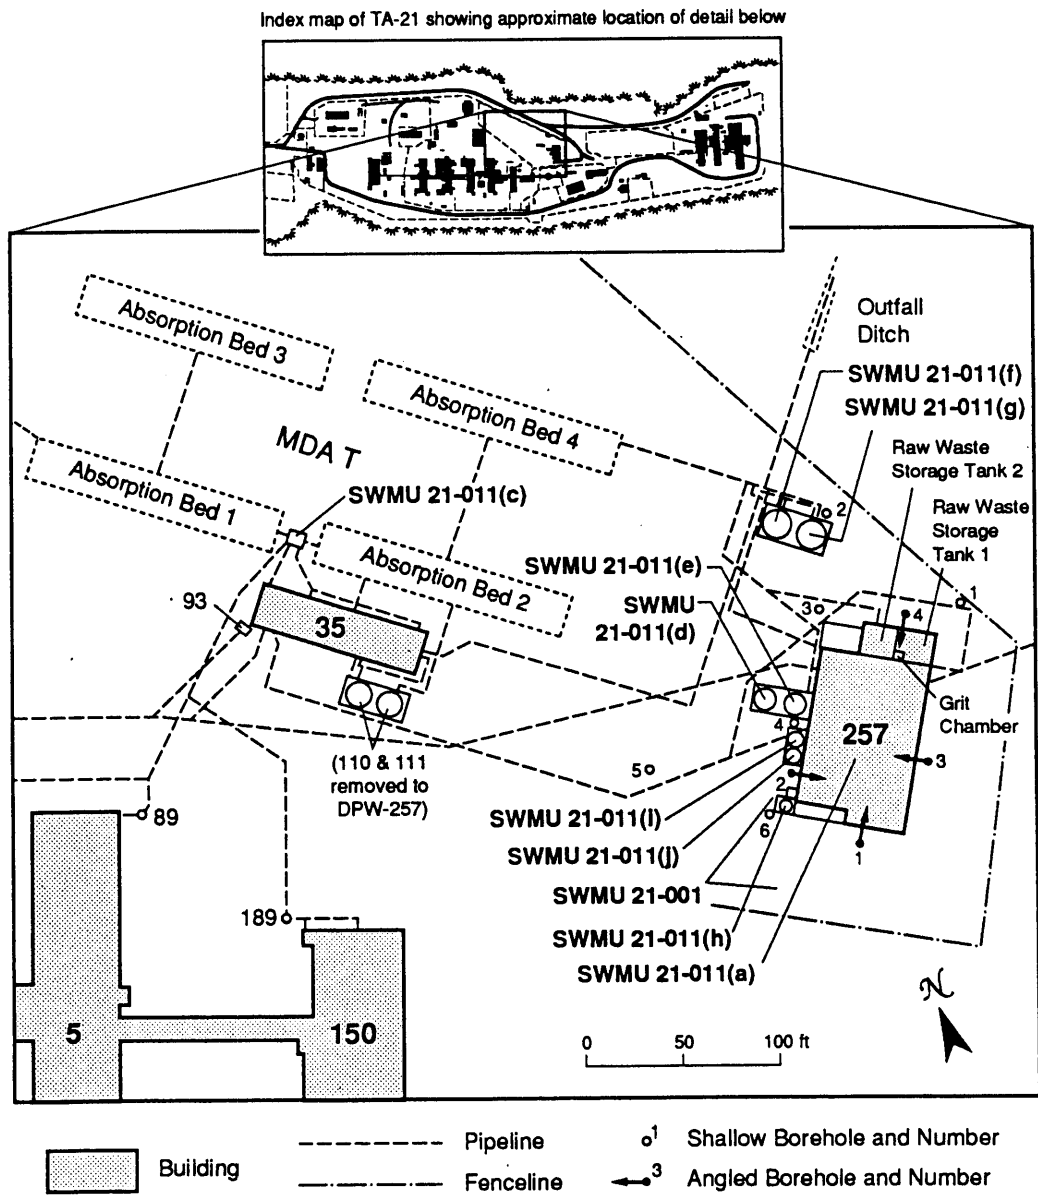 Index map of TA-21 showing approximate location of detail below
Outfall
Ditch
Absorption Bed 3
SWMU 21-011(f)
SWMU 21-011(g)
Absorption Bed 4
MDA T
Raw Waste
Storage Tank 2
Absorption Bed 1
SWMU 21-011(c)
Raw Waste
Storage
Tank 1
2
Absorption Bed 2
SWMU 21-011(e)
93
SWMU
21-011(d)
35
3
4
1
Grit
Chamber
4
257
(110 & 111
removed to
DPW-257)
5
2
3
SWMU 21-011(i)
6
89
SWMU 21-011(j)
1
SWMU 21-001
189
SWMU 21-011(h)
SWMU 21-011(a)
N
5
150
0 50 100 ft
Building
Pipeline
Fenceline
1 Shallow Borehole and Number
3 Angled Borehole and Number